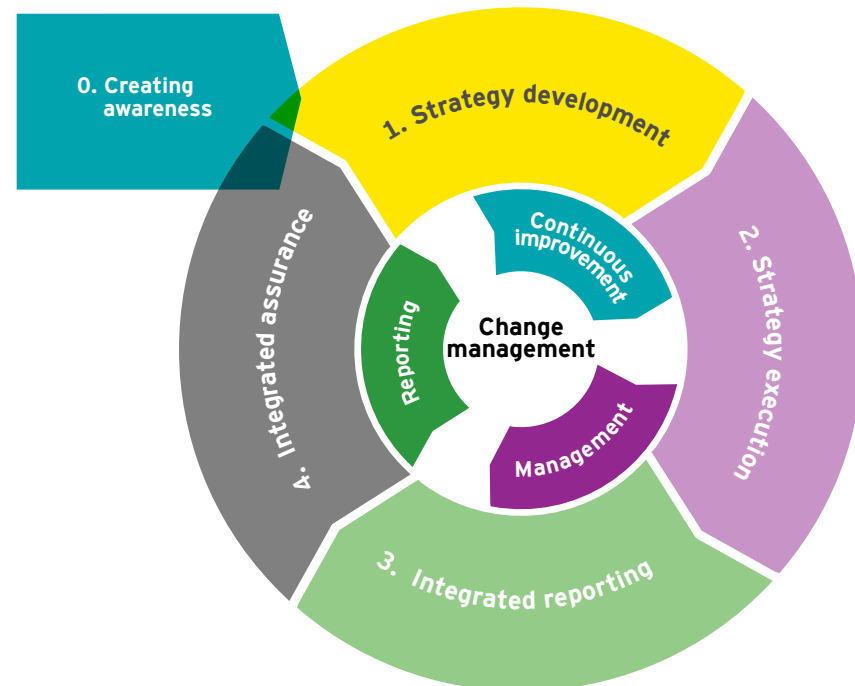 0. Creating
awareness
1. Strategy development
2. Strategy execution
3. Integrated reporting
4. Integrated assurance
Continuous
improvement
Management
Reporting
Change
management